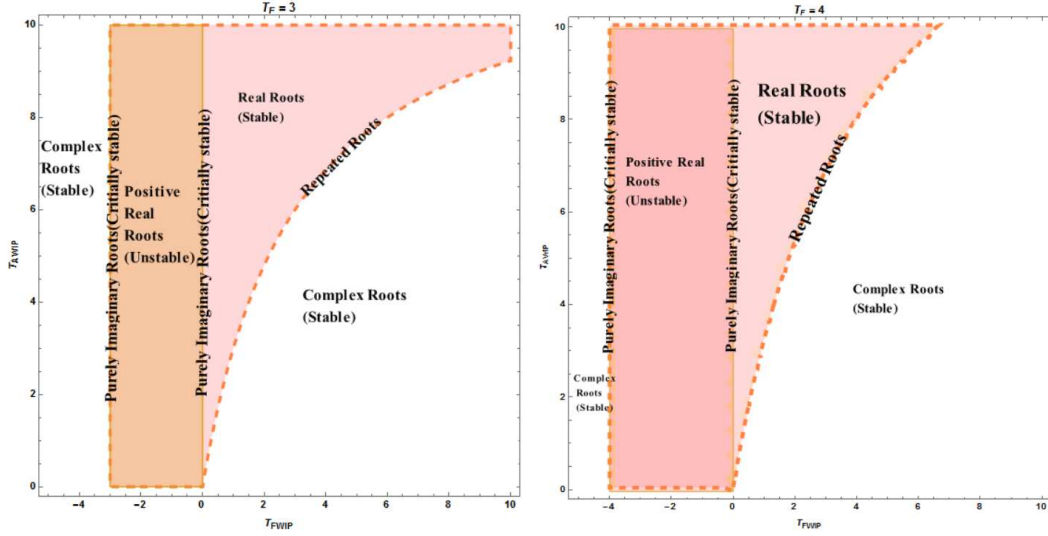 T_F = 3
10
8
6
4
2
0
T_AWIP
Complex
Roots
(Stable)
Purely Imaginary Roots(Critially stable)
Positive
Real
Roots
(Unstable)
Purely Imaginary Roots(Critially stable)
Real Roots
(Stable)
Repeated Roots
Complex Roots
(Stable)
−4 −2 0 2 4 6 8 10
T_FWIP
T_F = 4
10
8
6
4
2
0
T_AWIP
Complex
Roots
(Stable)
Purely Imaginary Roots(Critially stable)
Positive Real
Roots
(Unstable)
Purely Imaginary Roots(Critially stable)
Real Roots
(Stable)
Repeated Roots
Complex Roots
(Stable)
−4 −2 0 2 4 6 8 10
T_FWIP